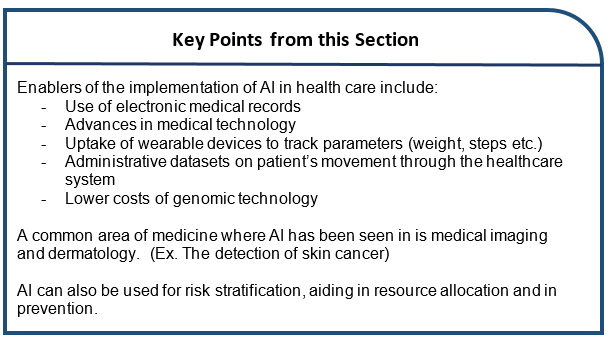 Key Points from this Section
Enablers of the implementation of AI in health care include:
- Use of electronic medical records
- Advances in medical technology
- Uptake of wearable devices to track parameters (weight, steps etc.)
- Administrative datasets on patient's movement through the healthcare
system
- Lower costs of genomic technology
A common area of medicine where AI has been seen in is medical imaging
and dermatology. (Ex. The detection of skin cancer)
AI can also be used for risk stratification, aiding in resource allocation and in
prevention.